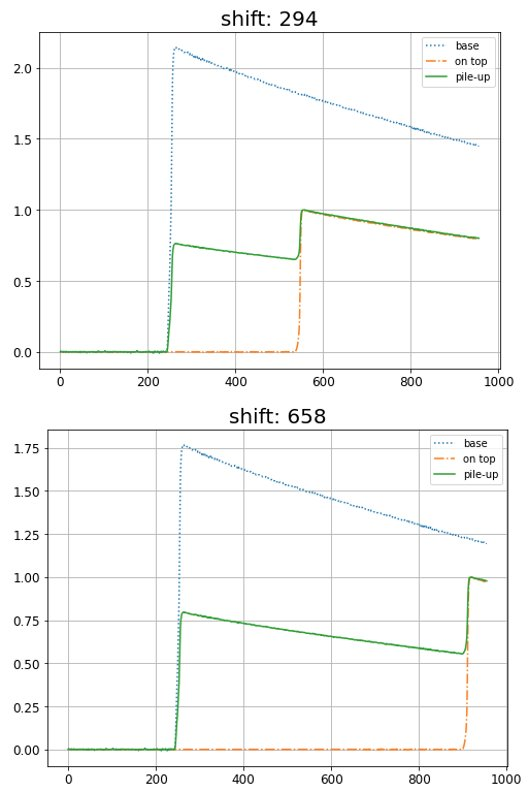 shift: 294
base
on top
pile-up
2.0
1.5
1.0
0.5
0.0
0 200 400 600 800 1000
shift: 658
base
on top
pile-up
1.75
1.50
1.25
1.00
0.75
0.50
0.25
0.00
0 200 400 600 800 1000